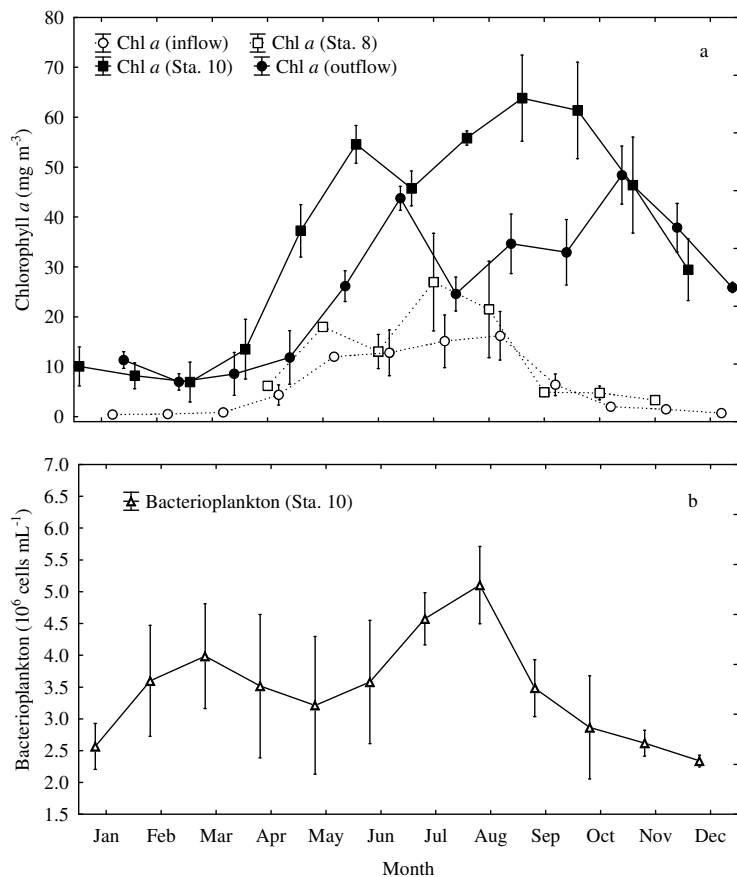 80
70
60
50
40
30
20
10
0
Chlorophyll a (mg m⁻³)
Chl a (inflow) Chl a (Sta. 8)
Chl a (Sta. 10) Chl a (outflow)
a
7.0
6.5
6.0
5.5
5.0
4.5
4.0
3.5
3.0
2.5
2.0
1.5
Bacterioplankton (10⁶ cells mL⁻¹)
Bacterioplankton (Sta. 10)
b
Jan Feb Mar Apr May Jun Jul Aug Sep Oct Nov Dec
Month